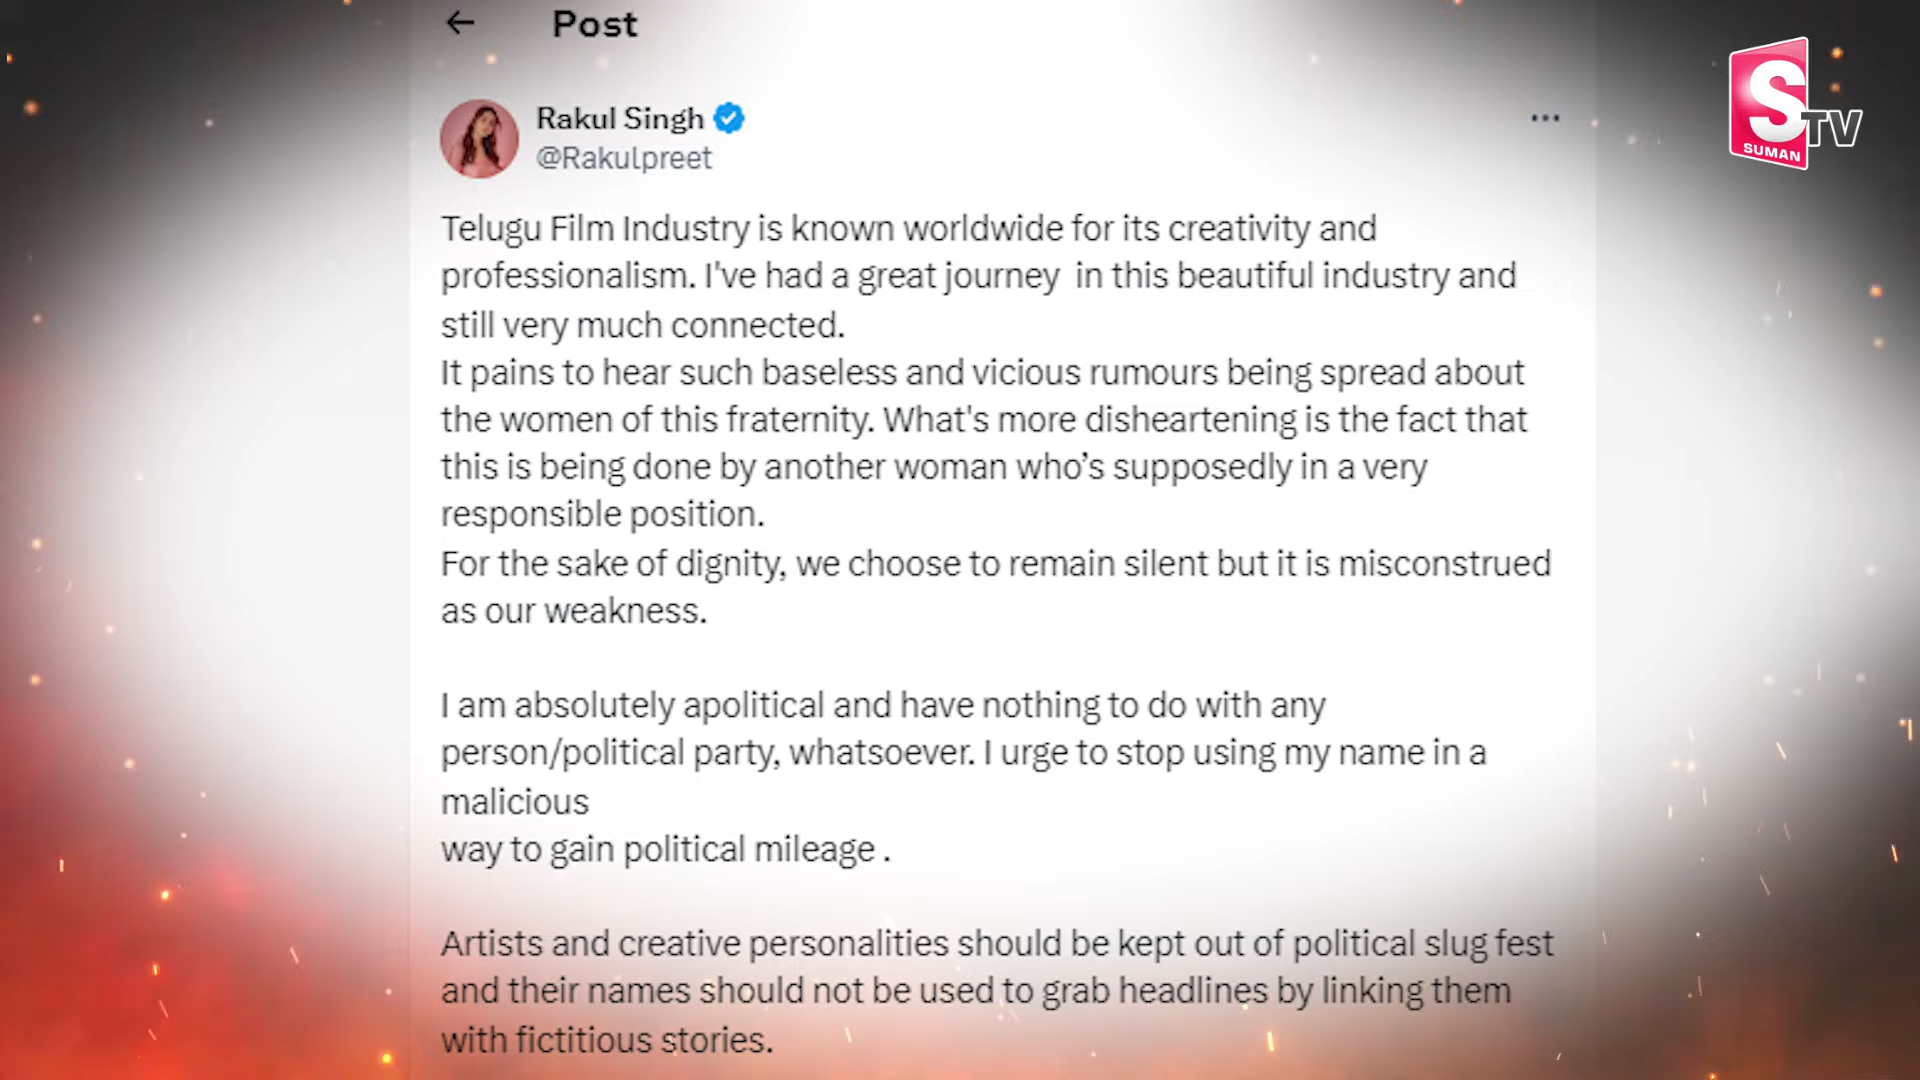 Post
Rakul Singh
@Rakulpreet
Telugu Film Industry is known worldwide for its creativity and
professionalism. I've had a great journey in this beautiful industry and
still very much connected.
It pains to hear such baseless and vicious rumours being spread about
the women of this fraternity. What's more disheartening is the fact that
this is being done by another woman who’s supposedly in a very
responsible position.
For the sake of dignity, we choose to remain silent but it is misconstrued
as our weakness.
I am absolutely apolitical and have nothing to do with any
person/political party, whatsoever. I urge to stop using my name in a
malicious
way to gain political mileage .
Artists and creative personalities should be kept out of political slug fest
and their names should not be used to grab headlines by linking them
with fictitious stories.
S TV
SUMAN